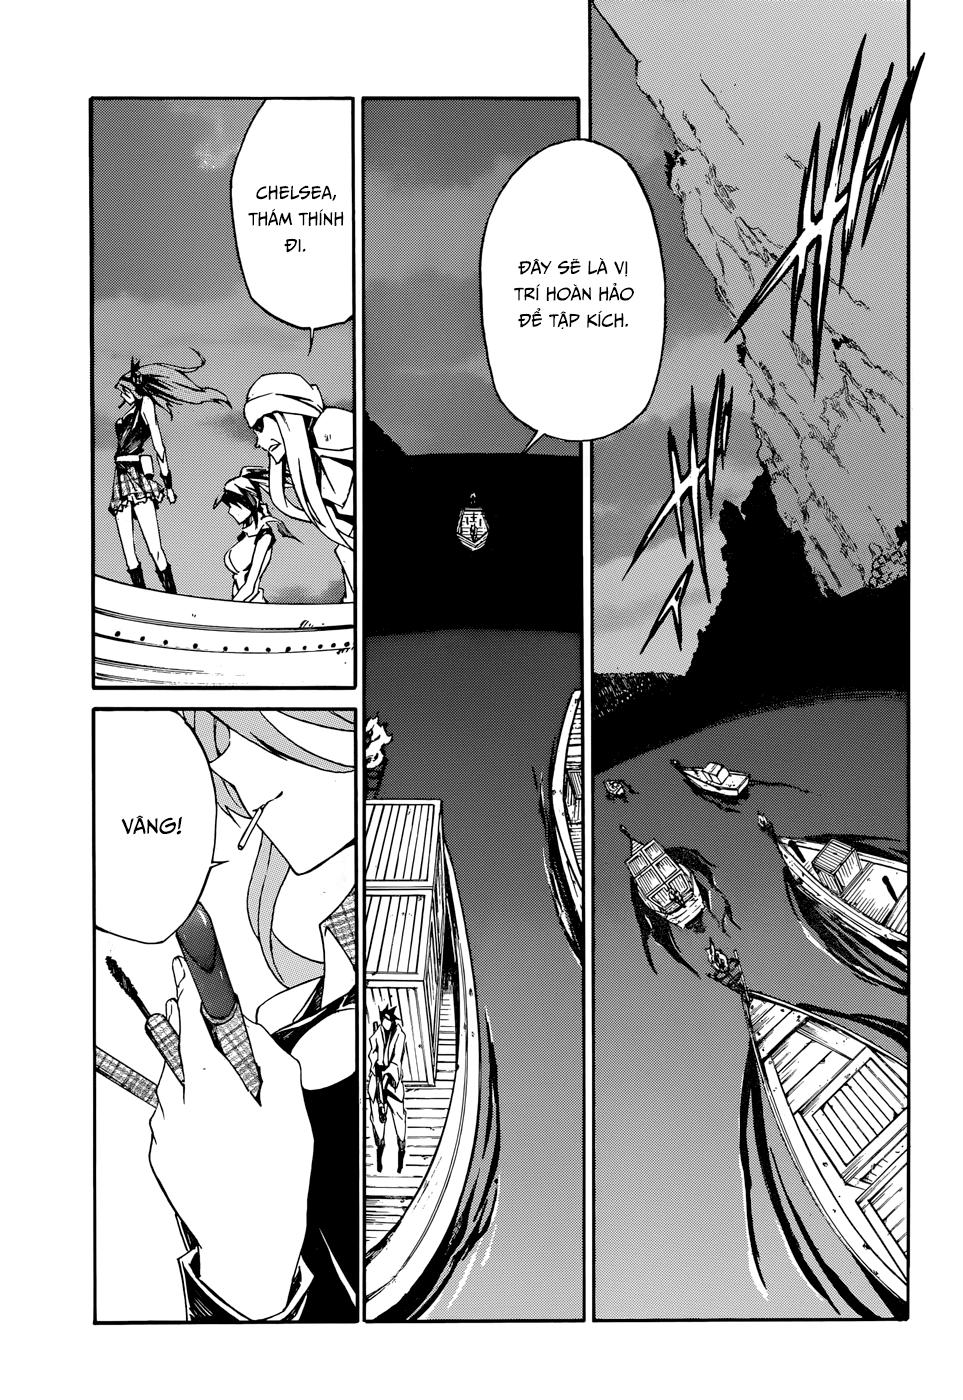 ĐÂY SẼ LÀ VỊ
TRÍ HOÀN HẢO
ĐỂ TẬP KÍCH.
CHELSEA,
THÁM THÍNH
ĐI.
VÂNG!